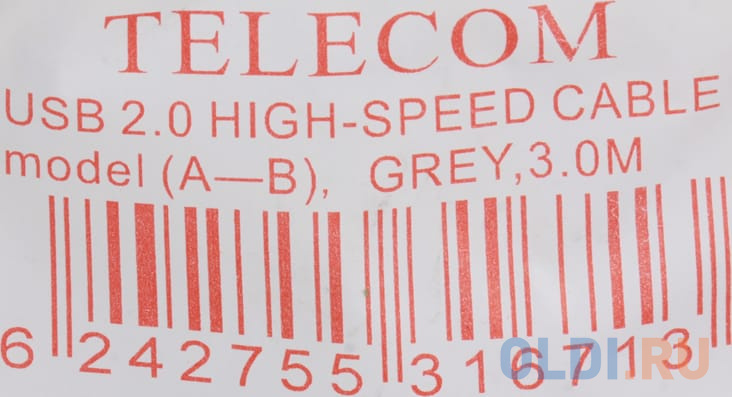 TELECOM
USB 2.0 HIGH-SPEED CABLE
model (A—B), GREY,3.0M
6 242755 316713
OLDI.RU